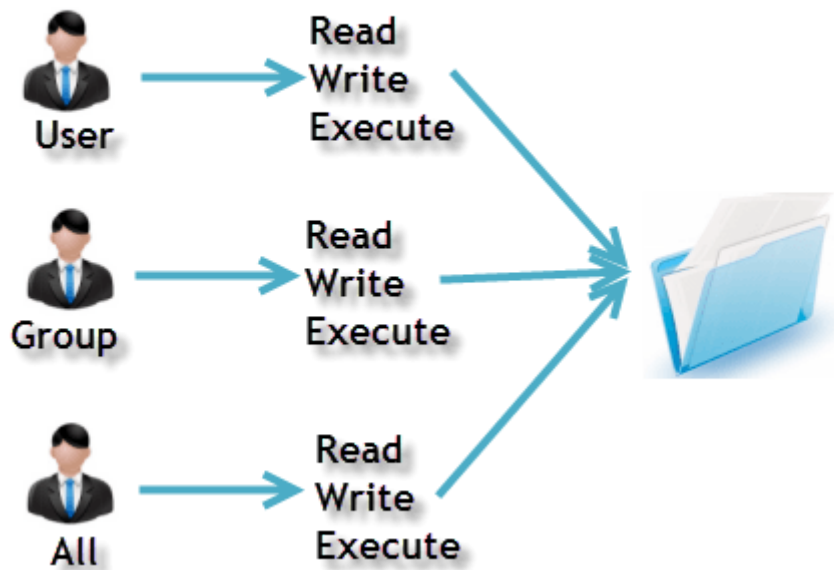 User
Read
Write
Execute
Group
Read
Write
Execute
All
Read
Write
Execute